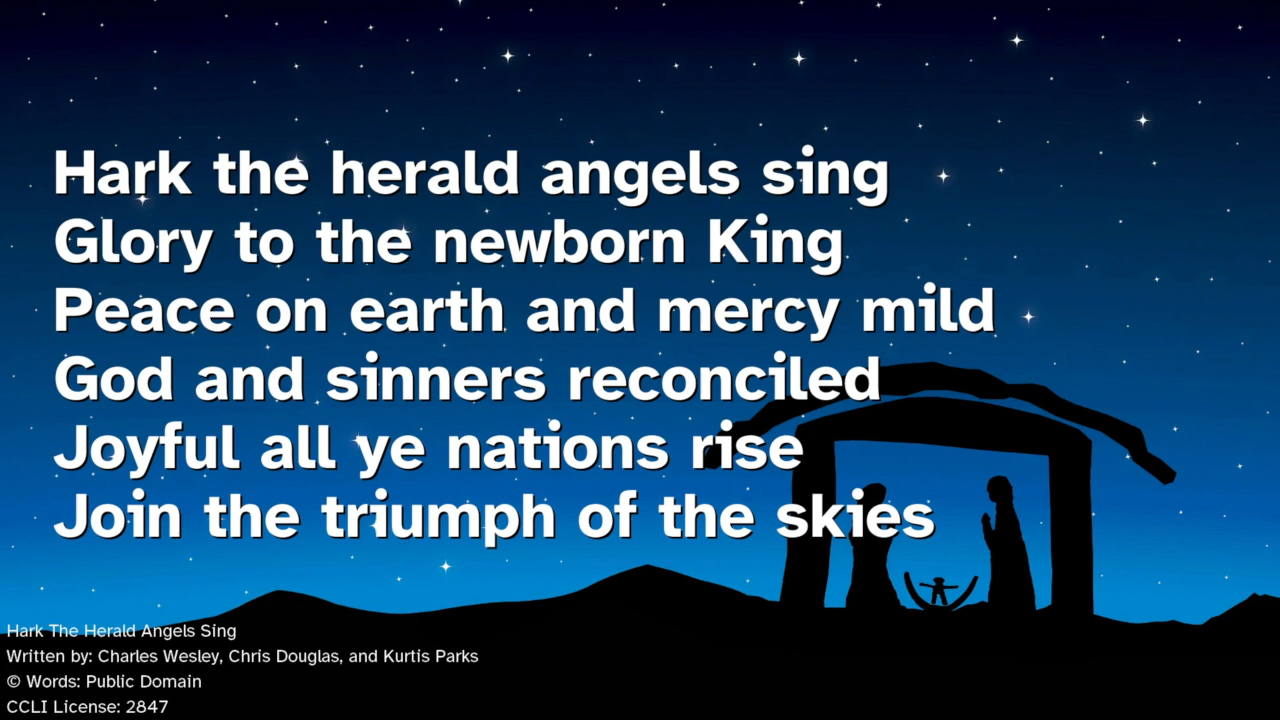 Hark the herald angels sing
Glory to the newborn King
Peace on earth and mercy mild
God and sinners reconciled
Joyful all ye nations rise
Join the triumph of the skies
Hark The Herald Angels Sing
Written by: Charles Wesley, Chris Douglas, and Kurtis Parks
© Words: Public Domain
CCLI License: 2847